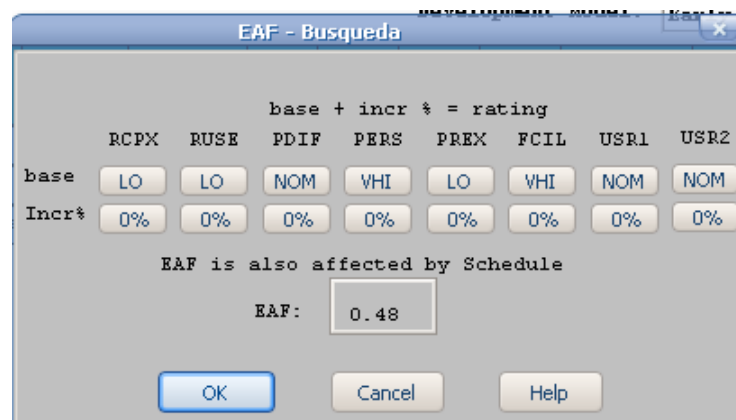 Development Model:
EAF - Busqueda
base + incr % = rating
RCPX RUSE PDIF PERS PREX FCIL USR1 USR2
base LO LO NOM VHI LO VHI NOM NOM
Incr% 0% 0% 0% 0% 0% 0% 0% 0%
EAF is also affected by Schedule
EAF: 0.48
OK Cancel Help